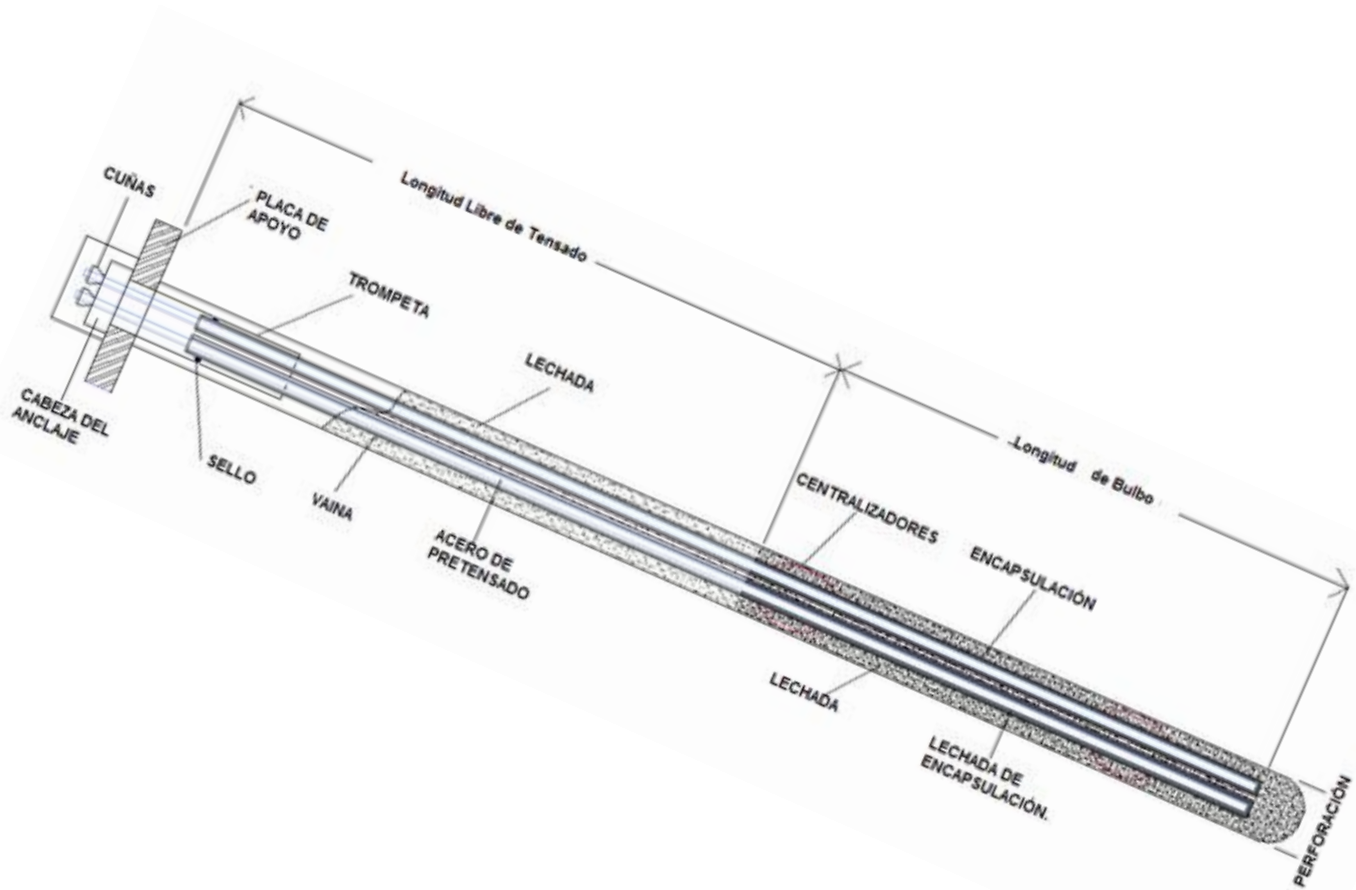 CUÑAS
PLACA DE
APOYO
Longitud Libre de Tensado
TROMPETA
LECHADA
CABEZA DEL
ANCLAJE
SELLO
VAINA
ACERO DE
PRETENSADO
Longitud de Bulbo
CENTRALIZADORES
ENCAPSULACIÓN
LECHADA
LECHADA DE
ENCAPSULACIÓN.
PERFORACIÓN